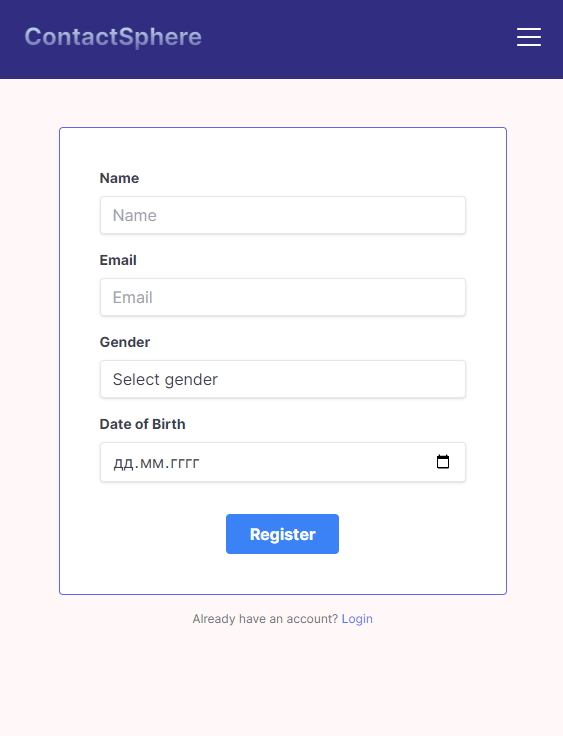 ContactSphere
Name
Name
Email
Email
Gender
Select gender
Date of Birth
дд.мм.гггг
Register
Already have an account? Login